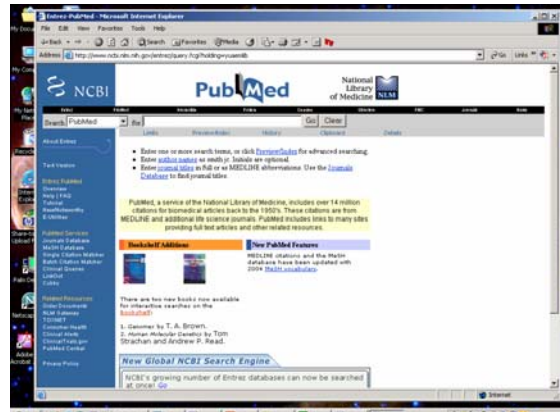 Entrez-PubMed - Microsoft Internet Explorer
File Edit View Favorites Tools Help
Back Search Favorites Media
Address Go Links
NCBI
PubMed
National
Library
of Medicine NLM
Search PubMed for Go Clear
Limits Preview/Index History Clipboard Details
About Entrez
Text Version
Entrez PubMed
Overview
Help | FAQ
Tutorial
New/Noteworthy
E-Utilities
PubMed Services
Journals Database
MeSH Database
Single Citation Matcher
Batch Citation Matcher
Clinical Queries
LinkOut
Cubby
Related Resources
Order Documents
NLM Gateway
TOXNET
Consumer Health
Clinical Alerts
ClinicalTrials.gov
PubMed Central
Privacy Policy
• Enter one or more search terms, or click Preview/Index for advanced searching.
• Enter author names as smith jc. Initials are optional.
• Enter journal titles in full or as MEDLINE abbreviations. Use the Journals
Database to find journal titles.
PubMed, a service of the National Library of Medicine, includes over 14 million
citations for biomedical articles back to the 1950's. These citations are from
MEDLINE and additional life science journals. PubMed includes links to many sites
providing full text articles and other related resources.
Bookshelf Additions
There are two new books now available
for interactive searches on the
bookshelf:
1. Genomes by T. A. Brown.
2. Human Molecular Genetics by Tom
Strachan and Andrew P. Read.
New PubMed Features
MEDLINE citations and the MeSH
database have been updated with
2004 MeSH vocabulary.
New Global NCBI Search Engine
NCBI's growing number of Entrez databases can now be searched
at once! Go
Internet